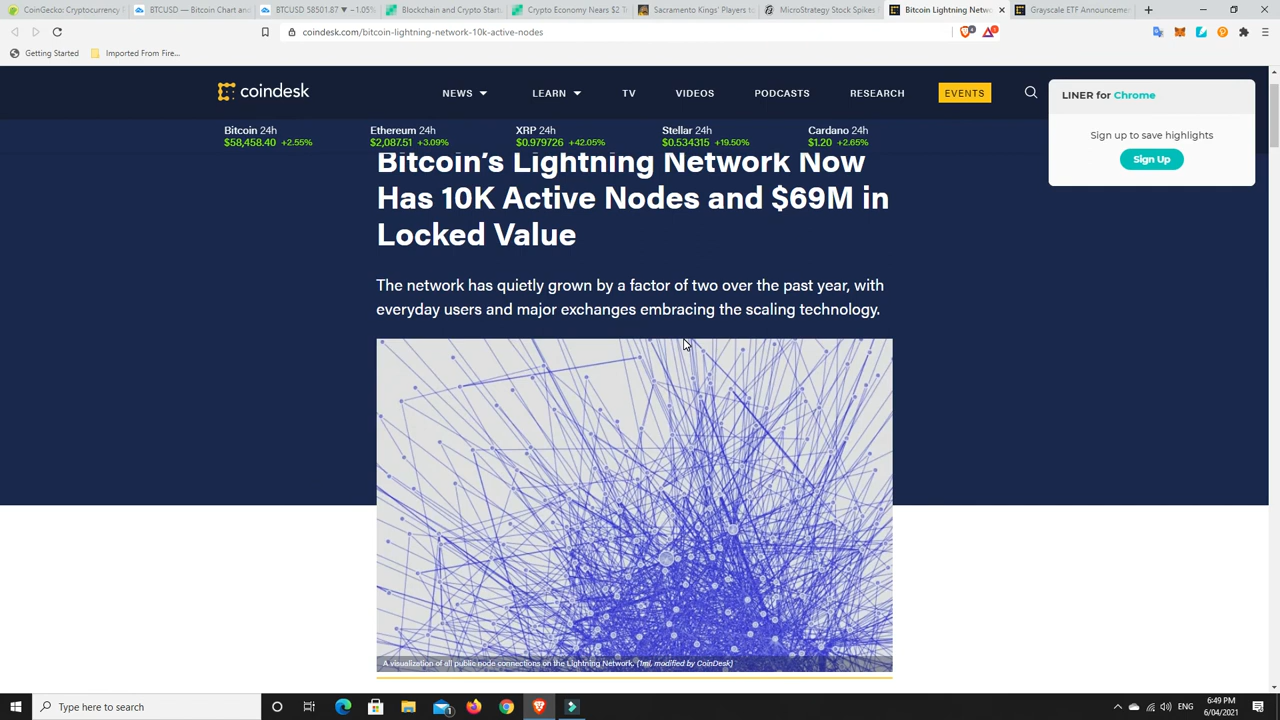 CoinGecko: Cryptocurrency P
BTCUSD — Bitcoin Chart and
BTCUSD 58501.87 ▼ −1.05%
Blockchain and Crypto Startu
Crypto Economy Nears $2 Tr
Sacramento Kings' Players to
MicroStrategy Stock Spikes
Bitcoin Lightning Netwo
Grayscale ETF Announceme
coindesk.com/bitcoin-lightning-network-10k-active-nodes
Getting Started
Imported From Fire...
coindesk
NEWS
LEARN
TV
VIDEOS
PODCASTS
RESEARCH
EVENTS
LINER for Chrome
Sign up to save highlights
Sign Up
Bitcoin 24h
$58,458.40 +2.55%
Ethereum 24h
$2,087.51 +3.09%
XRP 24h
$0.979726 +42.05%
Stellar 24h
$0.534315 +19.50%
Cardano 24h
$1.20 +2.65%
Bitcoin's Lightning Network Now
Has 10K Active Nodes and $69M in
Locked Value
The network has quietly grown by a factor of two over the past year, with
everyday users and major exchanges embracing the scaling technology.
A visualization of all public node connections on the Lightning Network. (1ml, modified by CoinDesk)
Type here to search
ENG
6:49 PM
6/04/2021